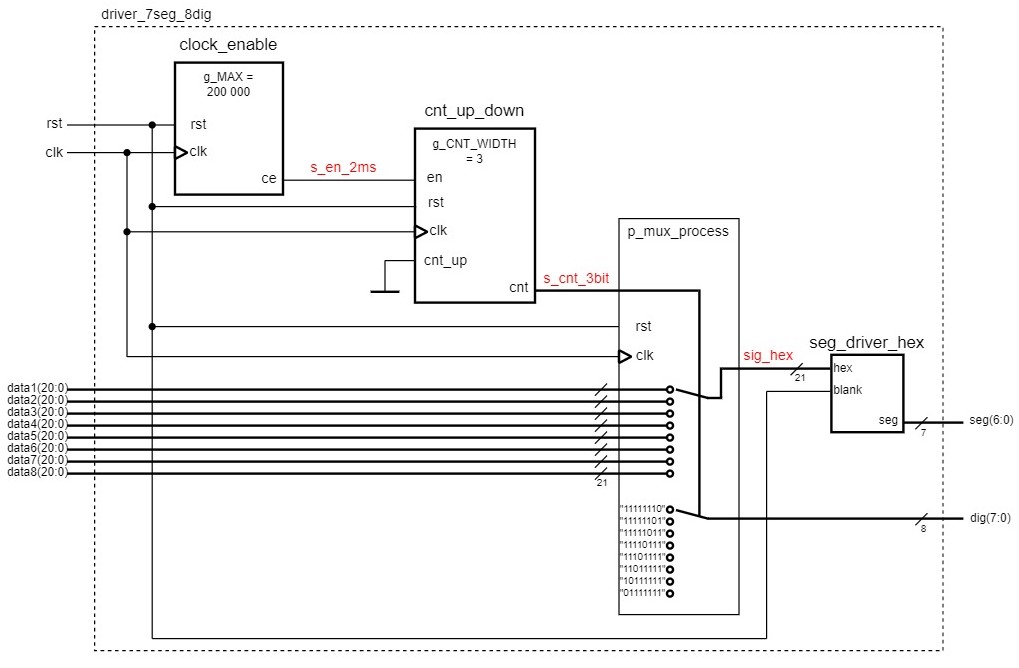 driver_7seg_8dig
clock_enable
g_MAX =
200 000
rst
rst
clk
clk
ce
s_en_2ms
cnt_up_down
g_CNT_WIDTH
= 3
en
rst
clk
cnt_up
cnt
s_cnt_3bit
p_mux_process
rst
clk
sig_hex
21
seg_driver_hex
hex
blank
seg
7
seg(6:0)
data1(20:0)
data2(20:0)
data3(20:0)
data4(20:0)
data5(20:0)
data6(20:0)
data7(20:0)
data8(20:0)
21
"11111110"
"11111101"
"11111011"
"11110111"
"11101111"
"11011111"
"10111111"
"01111111"
8
dig(7:0)